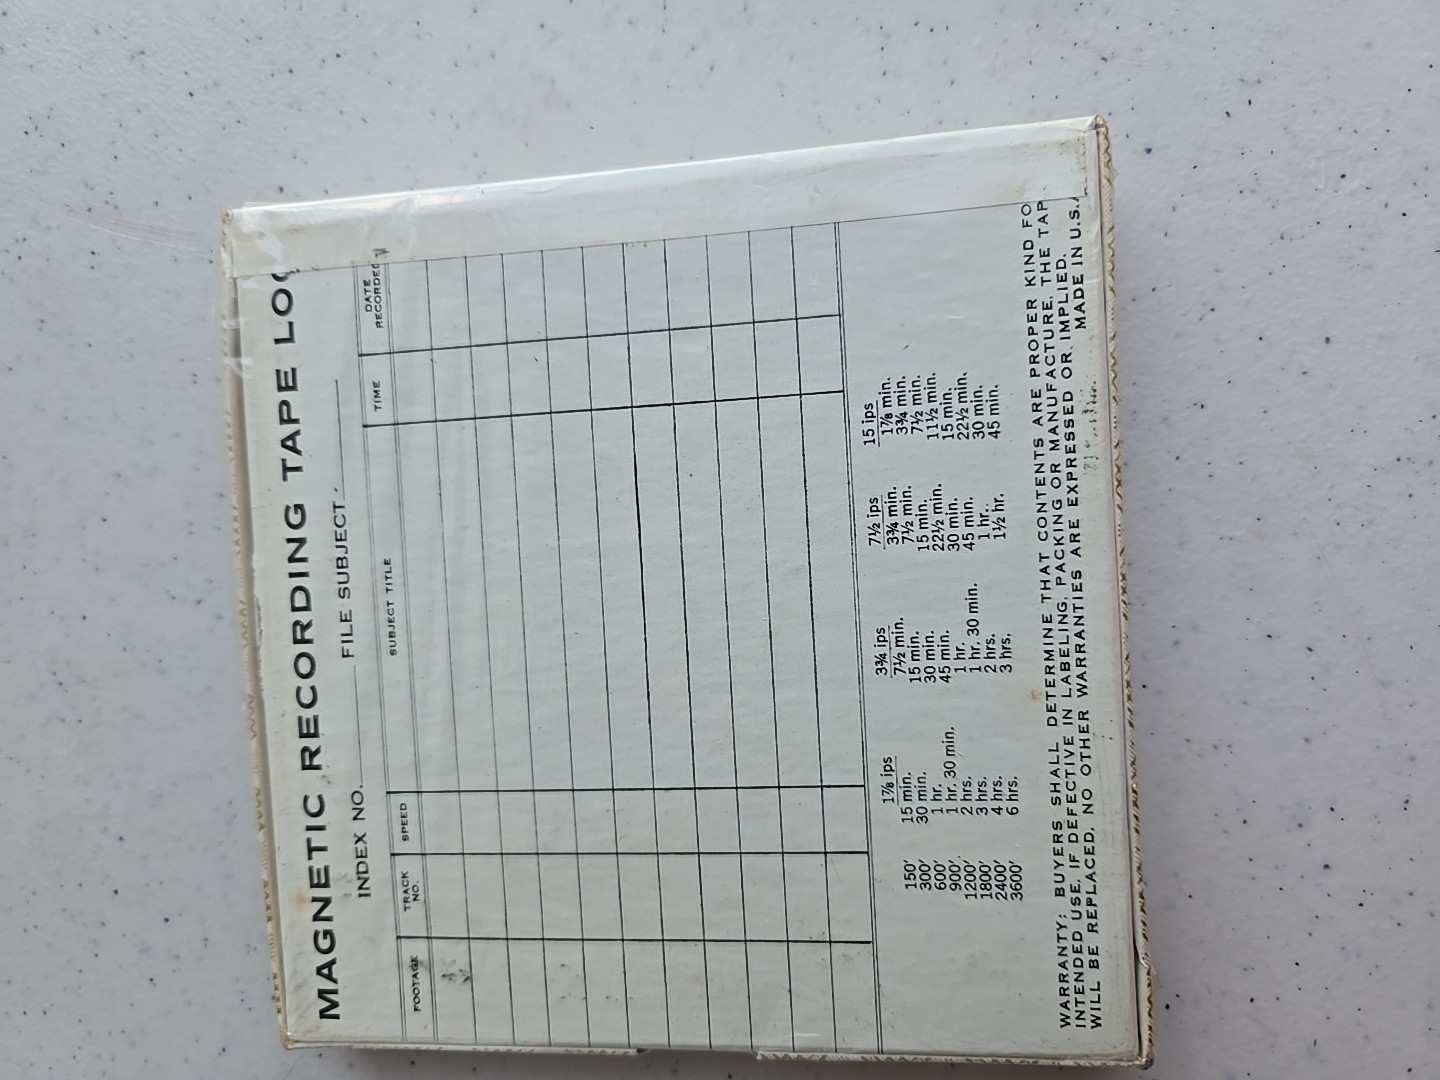 MAGNETIC RECORDING TAPE LOG
INDEX NO. FILE SUBJECT
FOOTAGE TRACK NO. SPEED SUBJECT TITLE TIME DATE RECORDED
1⅞ ips 3¾ ips 7½ ips 15 ips
150' 15 min. 7½ min. 3¾ min. 1⅞ min.
300' 30 min. 15 min. 7½ min. 3¾ min.
600' 1 hr. 30 min. 15 min. 7½ min.
900' 1 hr. 30 min. 45 min. 22½ min. 11½ min.
1200' 2 hrs. 1 hr. 30 min. 15 min.
1800' 3 hrs. 1 hr. 30 min. 45 min. 22½ min.
2400' 4 hrs. 2 hrs. 1 hr. 30 min.
3600' 6 hrs. 3 hrs. 1½ hr. 45 min.
WARRANTY: BUYERS SHALL DETERMINE THAT CONTENTS ARE PROPER KIND FO
INTENDED USE. IF DEFECTIVE IN LABELING, PACKING OR MANUFACTURE, THE TAP
WILL BE REPLACED. NO OTHER WARRANTIES ARE EXPRESSED OR IMPLIED.
MADE IN U.S.A